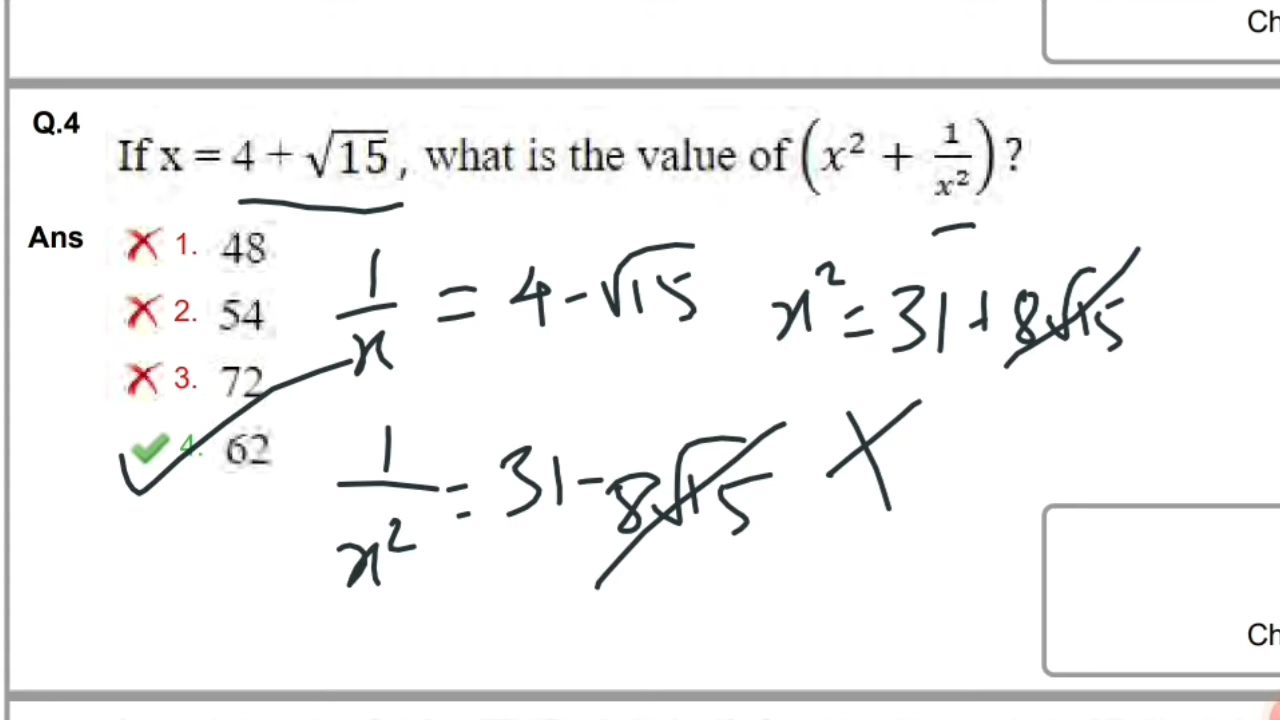 Ch
Q.4
If x = 4 + √15, what is the value of (x² + 1/x²)?
Ans
1. 48
2. 54
3. 72
4. 62
1/x = 4 - √15
x² = 31 + 8√15
1/x² = 31 - 8√15
Ch